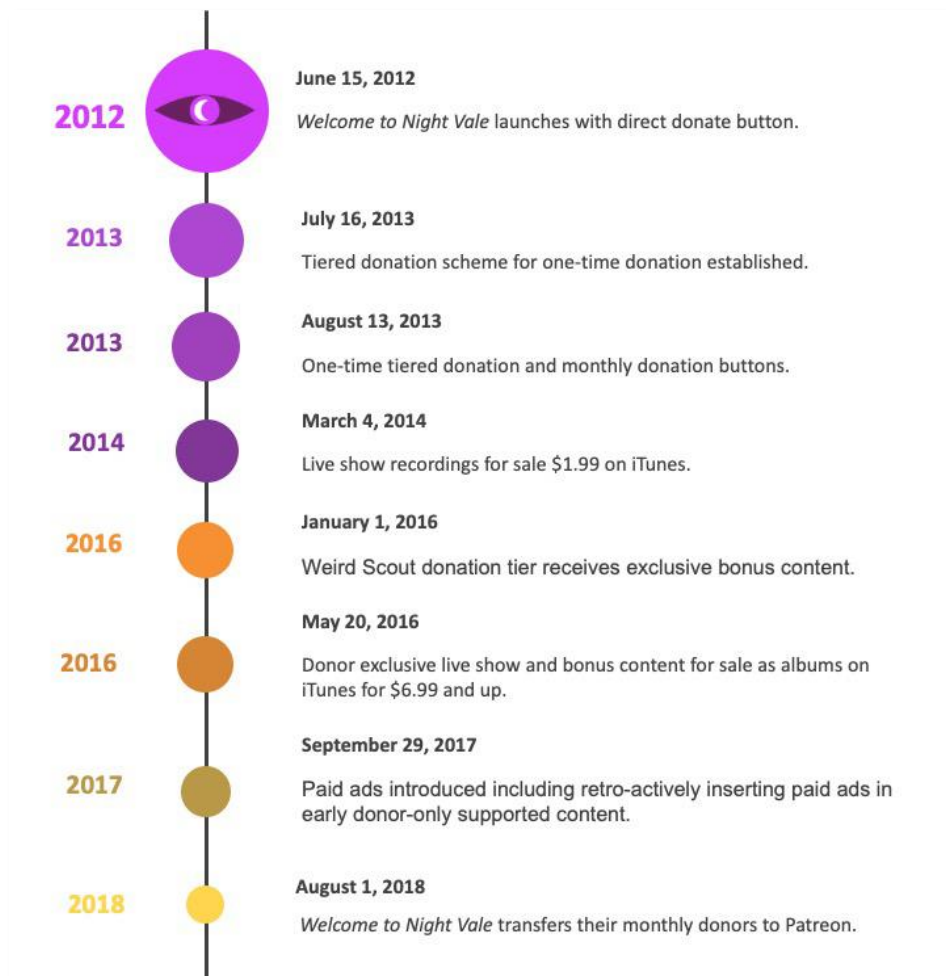 2012
June 15, 2012
Welcome to Night Vale launches with direct donate button.
2013
July 16, 2013
Tiered donation scheme for one-time donation established.
2013
August 13, 2013
One-time tiered donation and monthly donation buttons.
2014
March 4, 2014
Live show recordings for sale $1.99 on iTunes.
2016
January 1, 2016
Weird Scout donation tier receives exclusive bonus content.
2016
May 20, 2016
Donor exclusive live show and bonus content for sale as albums on
iTunes for $6.99 and up.
2017
September 29, 2017
Paid ads introduced including retro-actively inserting paid ads in
early donor-only supported content.
2018
August 1, 2018
Welcome to Night Vale transfers their monthly donors to Patreon.